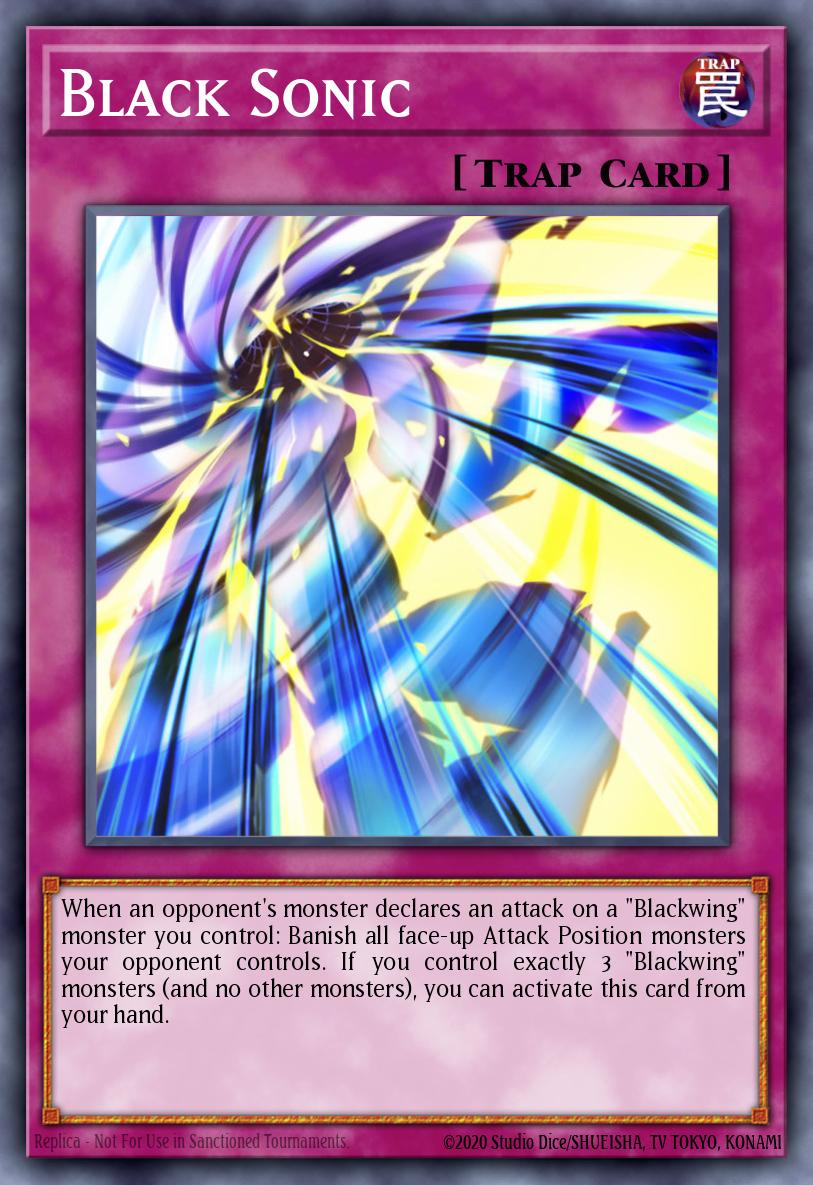 Black Sonic
TRAP
罠
[Trap Card]
When an opponent's monster declares an attack on a "Blackwing"
monster you control: Banish all face-up Attack Position monsters
your opponent controls. If you control exactly 3 "Blackwing"
monsters (and no other monsters), you can activate this card from
your hand.
Replica - Not For Use in Sanctioned Tournaments.
©2020 Studio Dice/SHUEISHA, TV TOKYO, KONAMI